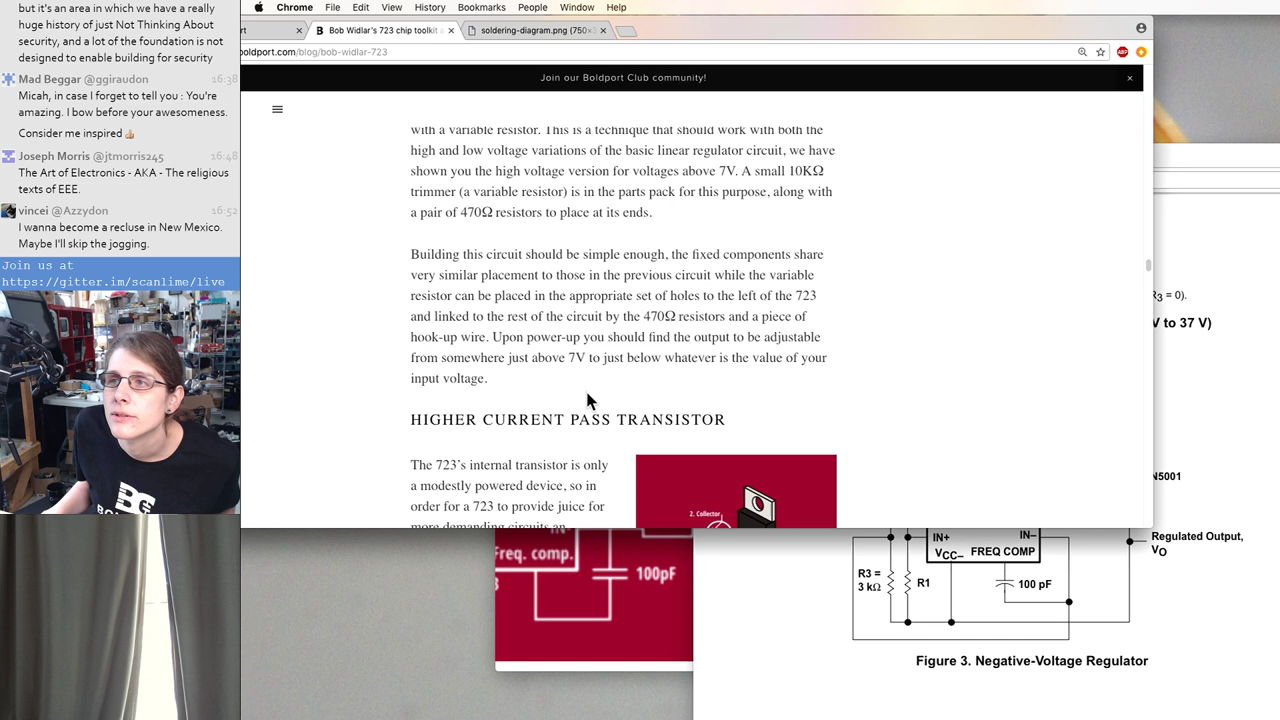 but it's an area in which we have a really
huge history of just Not Thinking About
security, and a lot of the foundation is not
designed to enable building for security
Mad Beggar @ggiraudon 16:38
Micah, in case I forget to tell you : You're
amazing. I bow before your awesomeness.
Consider me inspired
Joseph Morris @jtmorris245 16:48
The Art of Electronics - AKA - The religious
texts of EEE.
vincei @Azzydon 16:52
I wanna become a recluse in New Mexico.
Maybe I'll skip the jogging.
Join us at
https://gitter.im/scanlime/live
Chrome File Edit View History Bookmarks People Window Help
rt
Bob Widlar's 723 chip toolkit
soldering-diagram.png (750×3
oldport.com/blog/bob-widlar-723
ABP
Join our Boldport Club community!
with a variable resistor. This is a technique that should work with both the
high and low voltage variations of the basic linear regulator circuit, we have
shown you the high voltage version for voltages above 7V. A small 10KΩ
trimmer (a variable resistor) is in the parts pack for this purpose, along with
a pair of 470Ω resistors to place at its ends.
Building this circuit should be simple enough, the fixed components share
very similar placement to those in the previous circuit while the variable
resistor can be placed in the appropriate set of holes to the left of the 723
and linked to the rest of the circuit by the 470Ω resistors and a piece of
hook-up wire. Upon power-up you should find the output to be adjustable
from somewhere just above 7V to just below whatever is the value of your
input voltage.
HIGHER CURRENT PASS TRANSISTOR
The 723's internal transistor is only
a modestly powered device, so in
order for a 723 to provide juice for
more demanding circuits an
2. Collector
IN-
Freq. comp.
100pF
R3 = 0).
V to 37 V)
N5001
IN+
IN–
VCC–
FREQ COMP
R3 =
3 kΩ
R1
100 pF
Regulated Output,
VO
Figure 3. Negative-Voltage Regulator